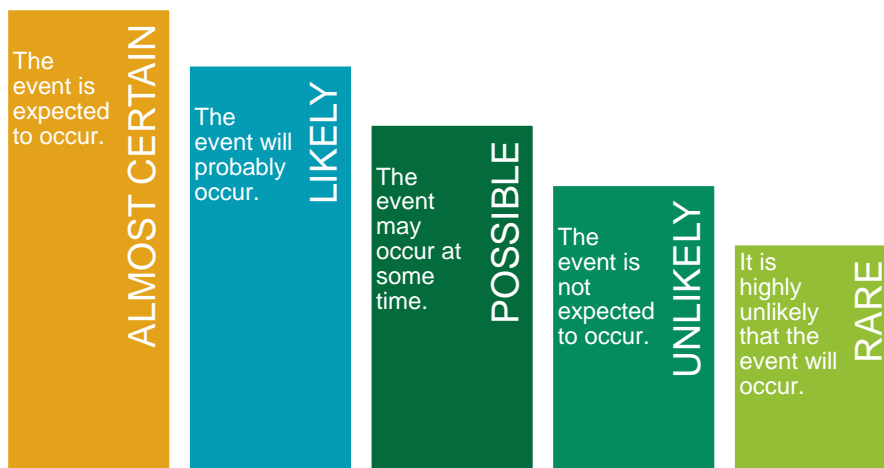 The
event is
expected
to occur.
ALMOST CERTAIN
The
event will
probably
occur.
LIKELY
The
event
may
occur at
some
time.
POSSIBLE
The
event is
not
expected
to occur.
UNLIKELY
It is
highly
unlikely
that the
event will
occur.
RARE